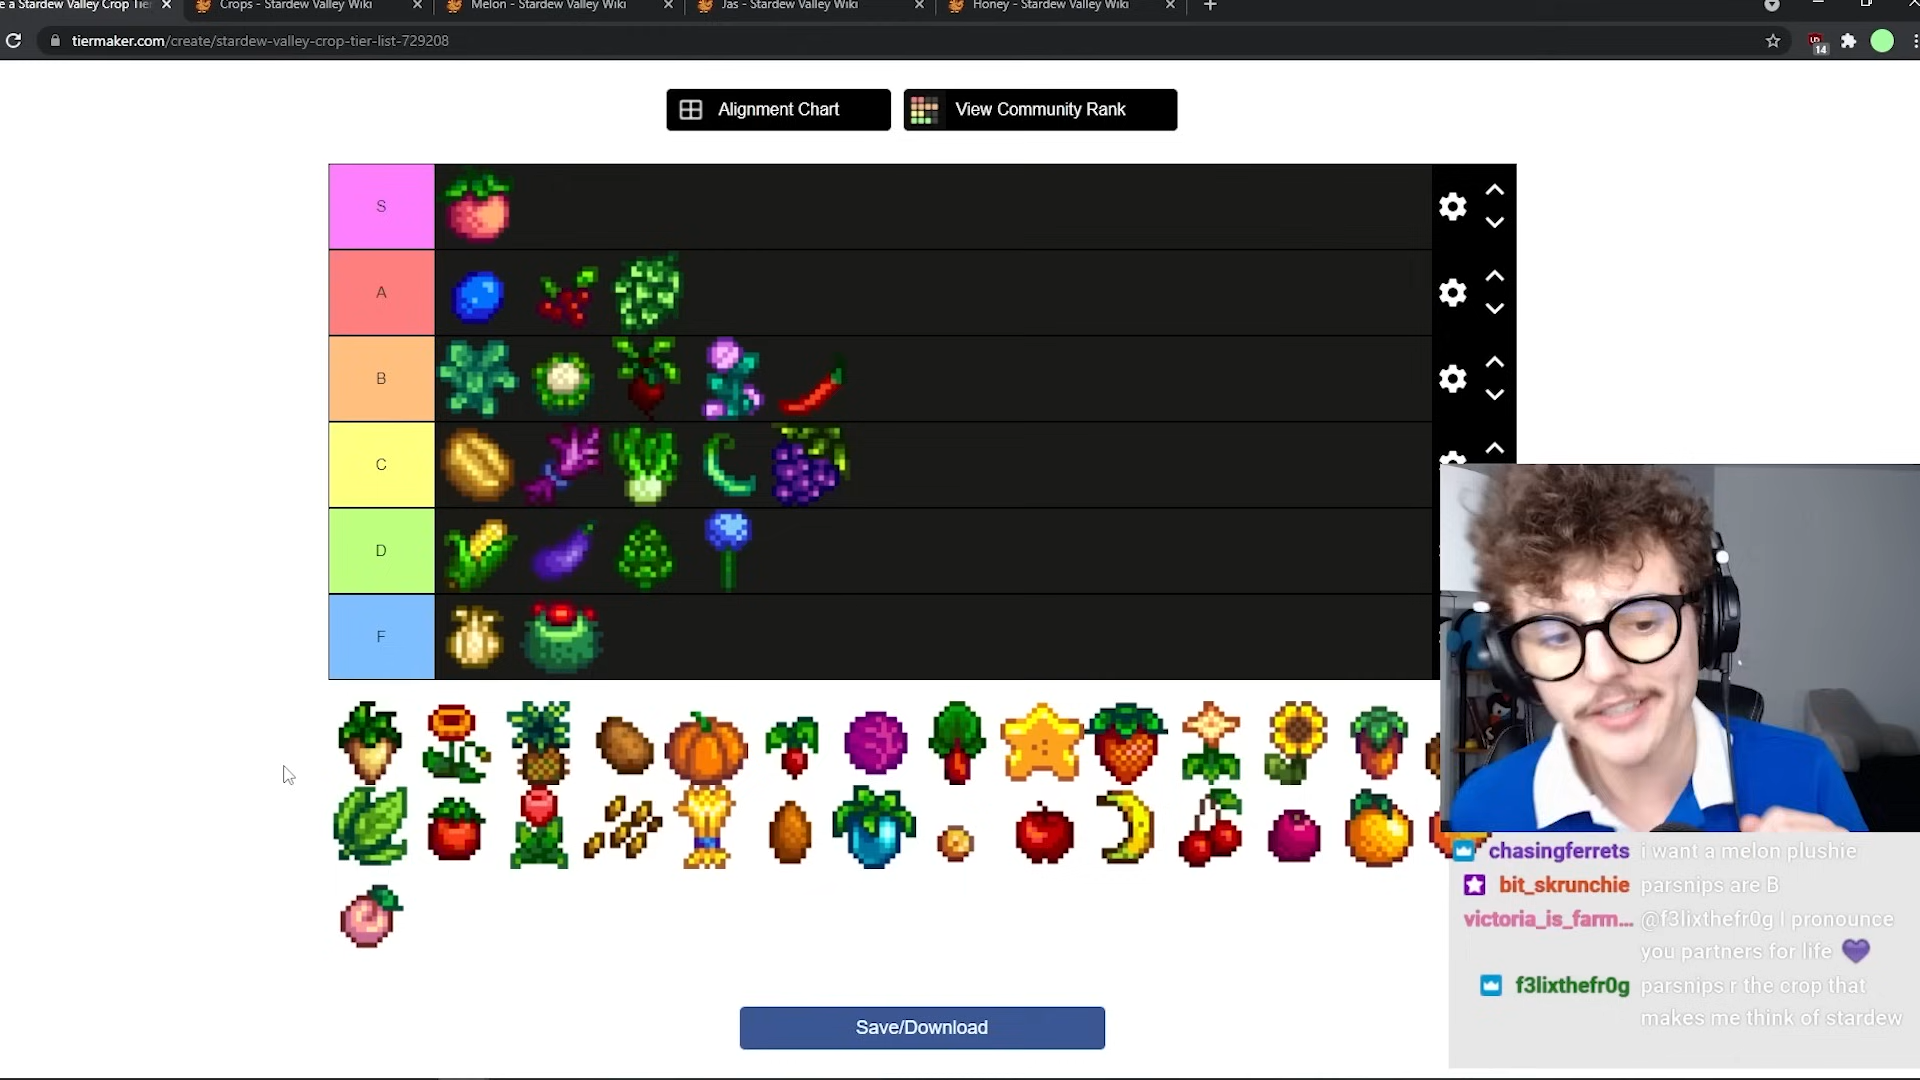 e a Stardew Valley Crop Tier
Crops - Stardew Valley Wiki
Melon - Stardew Valley Wiki
Jas - Stardew Valley Wiki
Honey - Stardew Valley Wiki
tiermaker.com/create/stardew-valley-crop-tier-list-729208
14
Alignment Chart
View Community Rank
S
A
B
C
D
F
chasingferrets i want a melon plushie
bit_skrunchie parsnips are B
victoria_is_farm... @f3lixthefr0g I pronounce
you partners for life
f3lixthefr0g parsnips r the crop that
makes me think of stardew
Save/Download